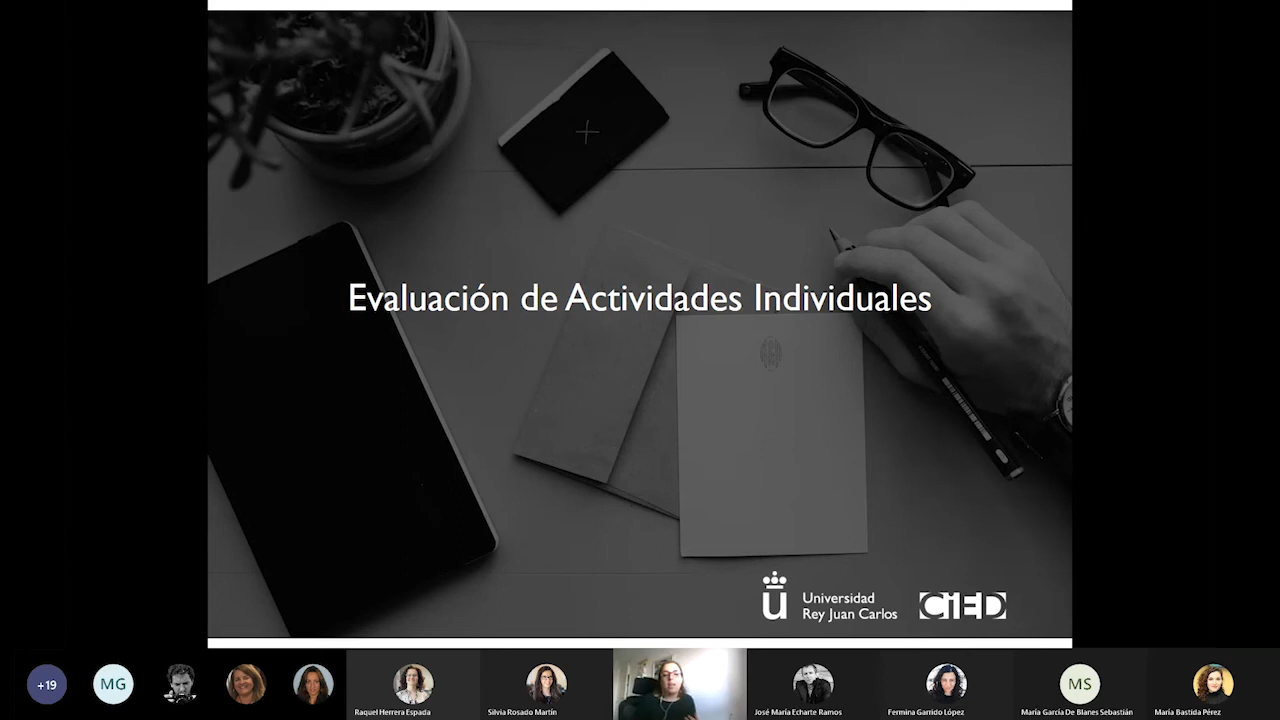 Evaluación de Actividades Individuales
Universidad
Rey Juan Carlos
CiED
+19
MG
Raquel Herrera Espada
Silvia Rosado Martin
José María Echarte Ramos
Fermina Garrido López
MS
María García De Blanes Sebastián
María Bastida Pérez